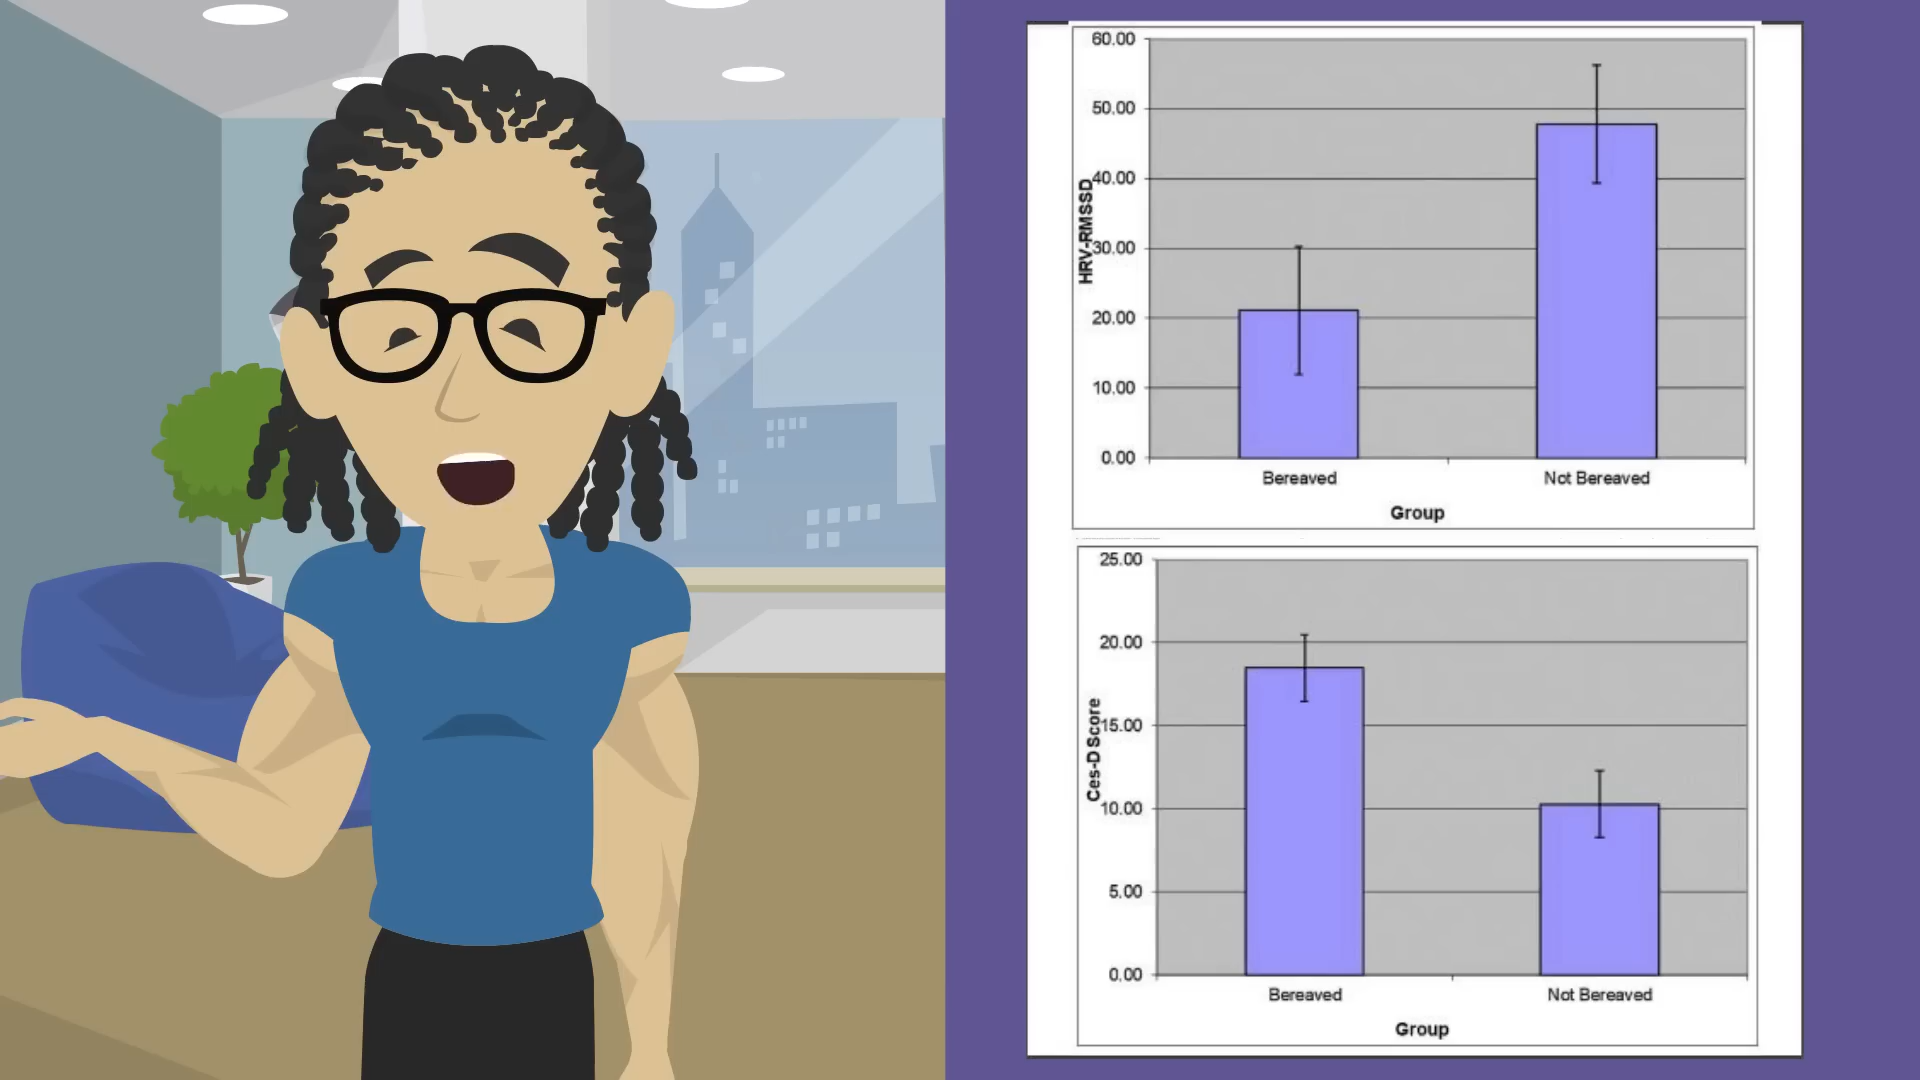 60.00
50.00
40.00
30.00
20.00
10.00
0.00
HRV-RMSSD
Bereaved
Not Bereaved
Group
25.00
20.00
15.00
10.00
5.00
0.00
Ces-D Score
Bereaved
Not Bereaved
Group